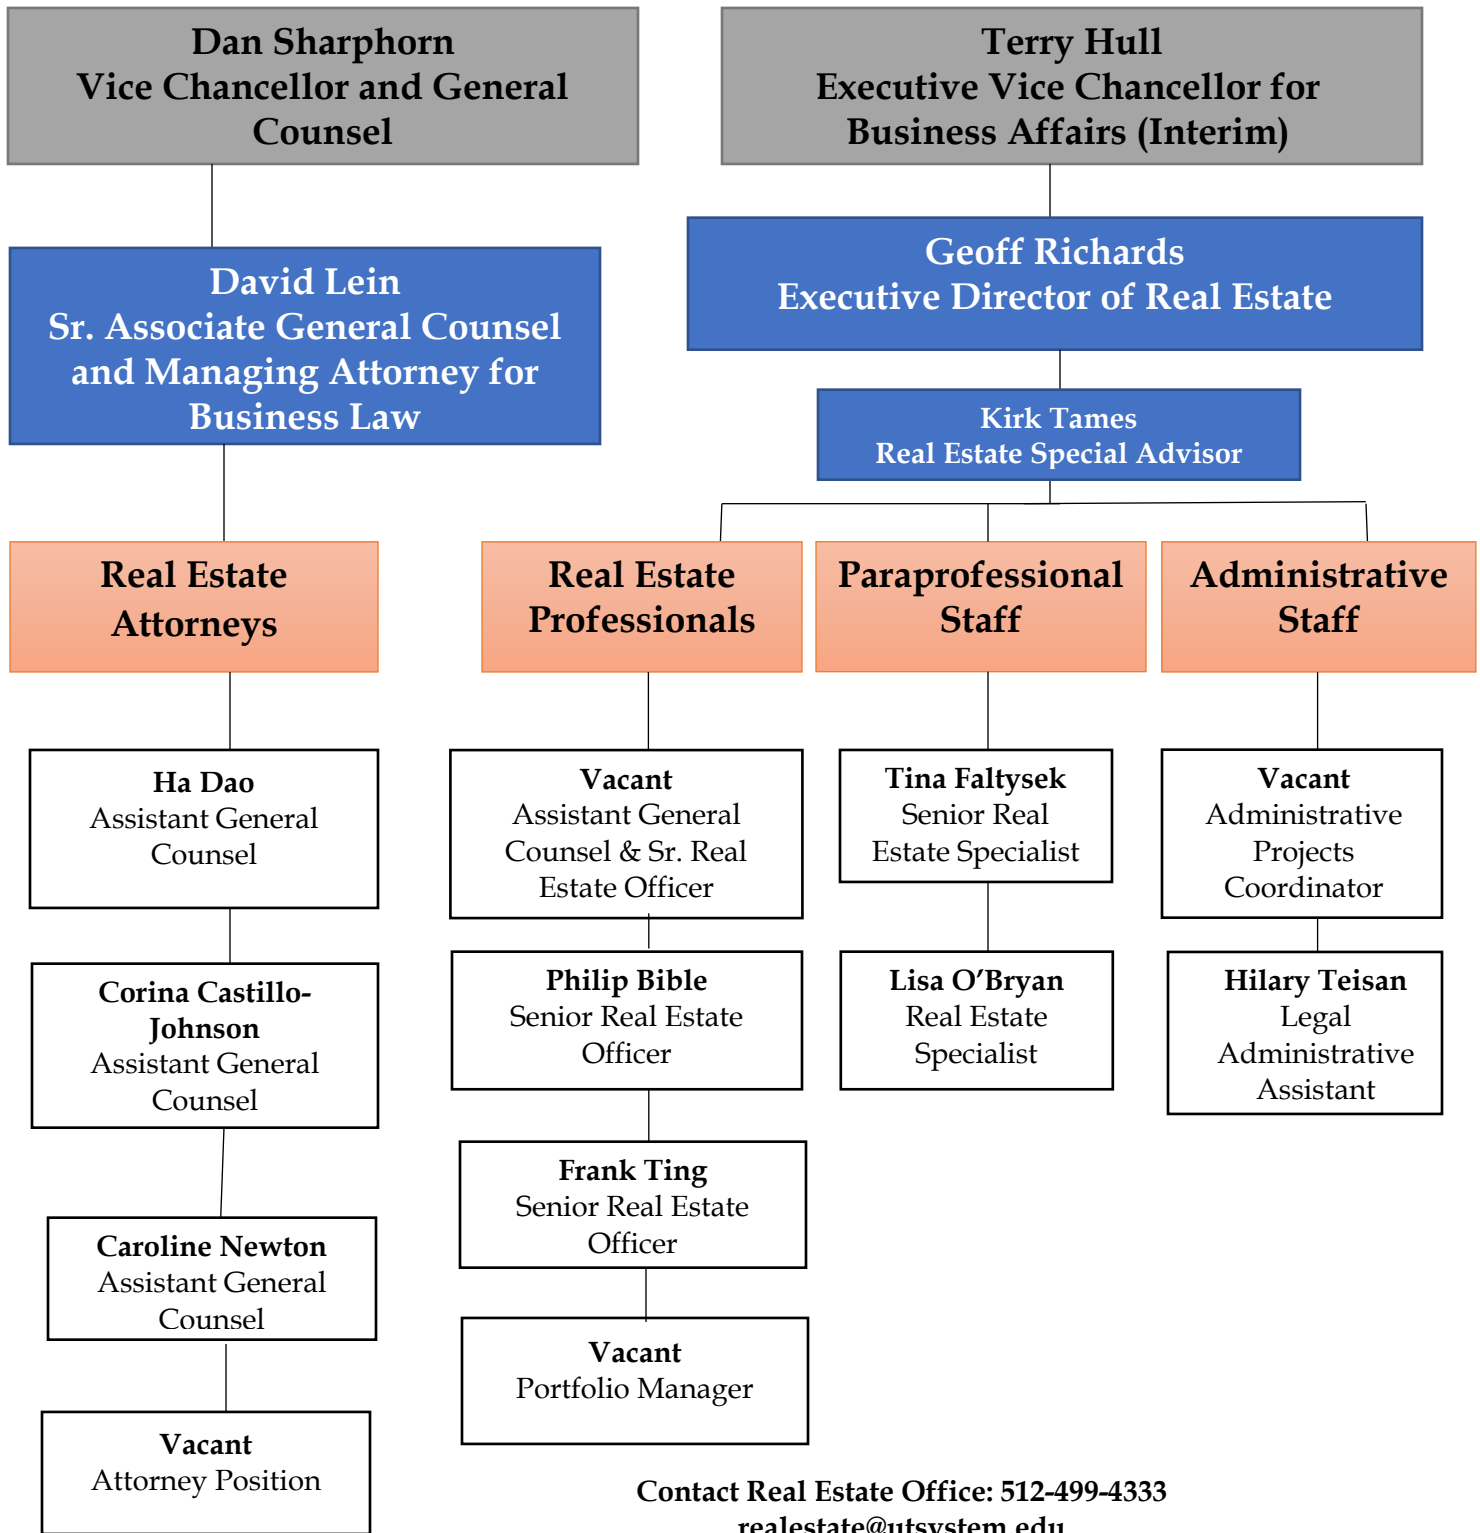 Dan Sharphorn
Vice Chancellor and General
Counsel
Terry Hull
Executive Vice Chancellor for
Business Affairs (Interim)
David Lein
Sr. Associate General Counsel
and Managing Attorney for
Business Law
Geoff Richards
Executive Director of Real Estate
Kirk Tames
Real Estate Special Advisor
Real Estate
Attorneys
Real Estate
Professionals
Paraprofessional
Staff
Administrative
Staff
Ha Dao
Assistant General
Counsel
Corina Castillo-
Johnson
Assistant General
Counsel
Caroline Newton
Assistant General
Counsel
Vacant
Attorney Position
Vacant
Assistant General
Counsel & Sr. Real
Estate Officer
Philip Bible
Senior Real Estate
Officer
Frank Ting
Senior Real Estate
Officer
Vacant
Portfolio Manager
Tina Faltysek
Senior Real
Estate Specialist
Lisa O’Bryan
Real Estate
Specialist
Vacant
Administrative
Projects
Coordinator
Hilary Teisan
Legal
Administrative
Assistant
Contact Real Estate Office: 512-499-4333
realestate@utsystem.edu